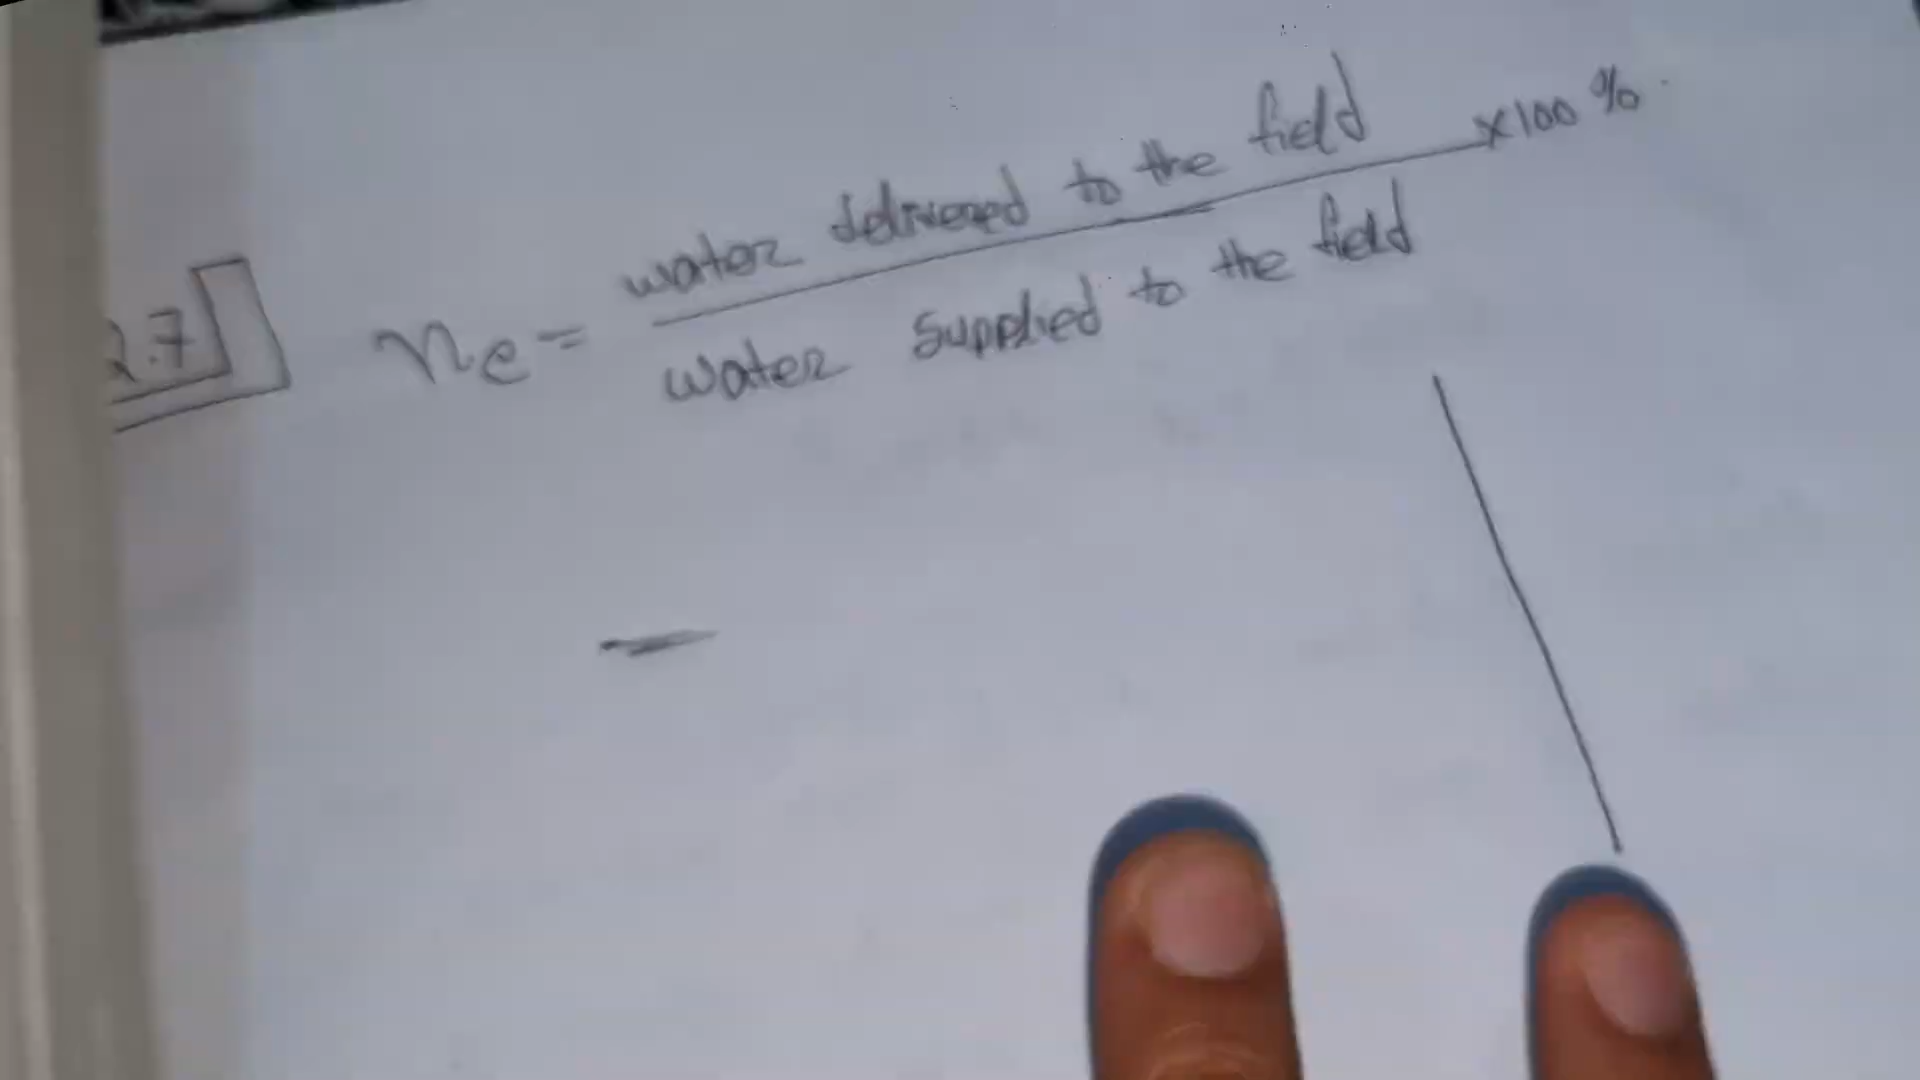 2.7
ηe = water delivered to the field × 100 %
water supplied to the field